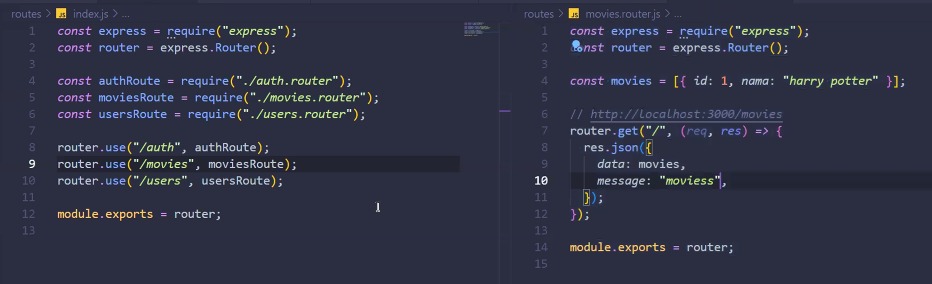 routes > JS index.js > ...
1 const express = require("express");
2 const router = express.Router();
3
4 const authRoute = require("./auth.router");
5 const moviesRoute = require("./movies.router");
6 const usersRoute = require("./users.router");
7
8 router.use("/auth", authRoute);
9 router.use("/movies", moviesRoute);
10 router.use("/users", usersRoute);
11
12 module.exports = router;
13
routes > JS movies.router.js > ...
1 const express = require("express");
2 const router = express.Router();
3
4 const movies = [{ id: 1, nama: "harry potter" }];
5
6 // http://localhost:3000/movies
7 router.get("/", (req, res) => {
8 res.json({
9 data: movies,
10 message: "moviess",
11 });
12 });
13
14 module.exports = router;
15